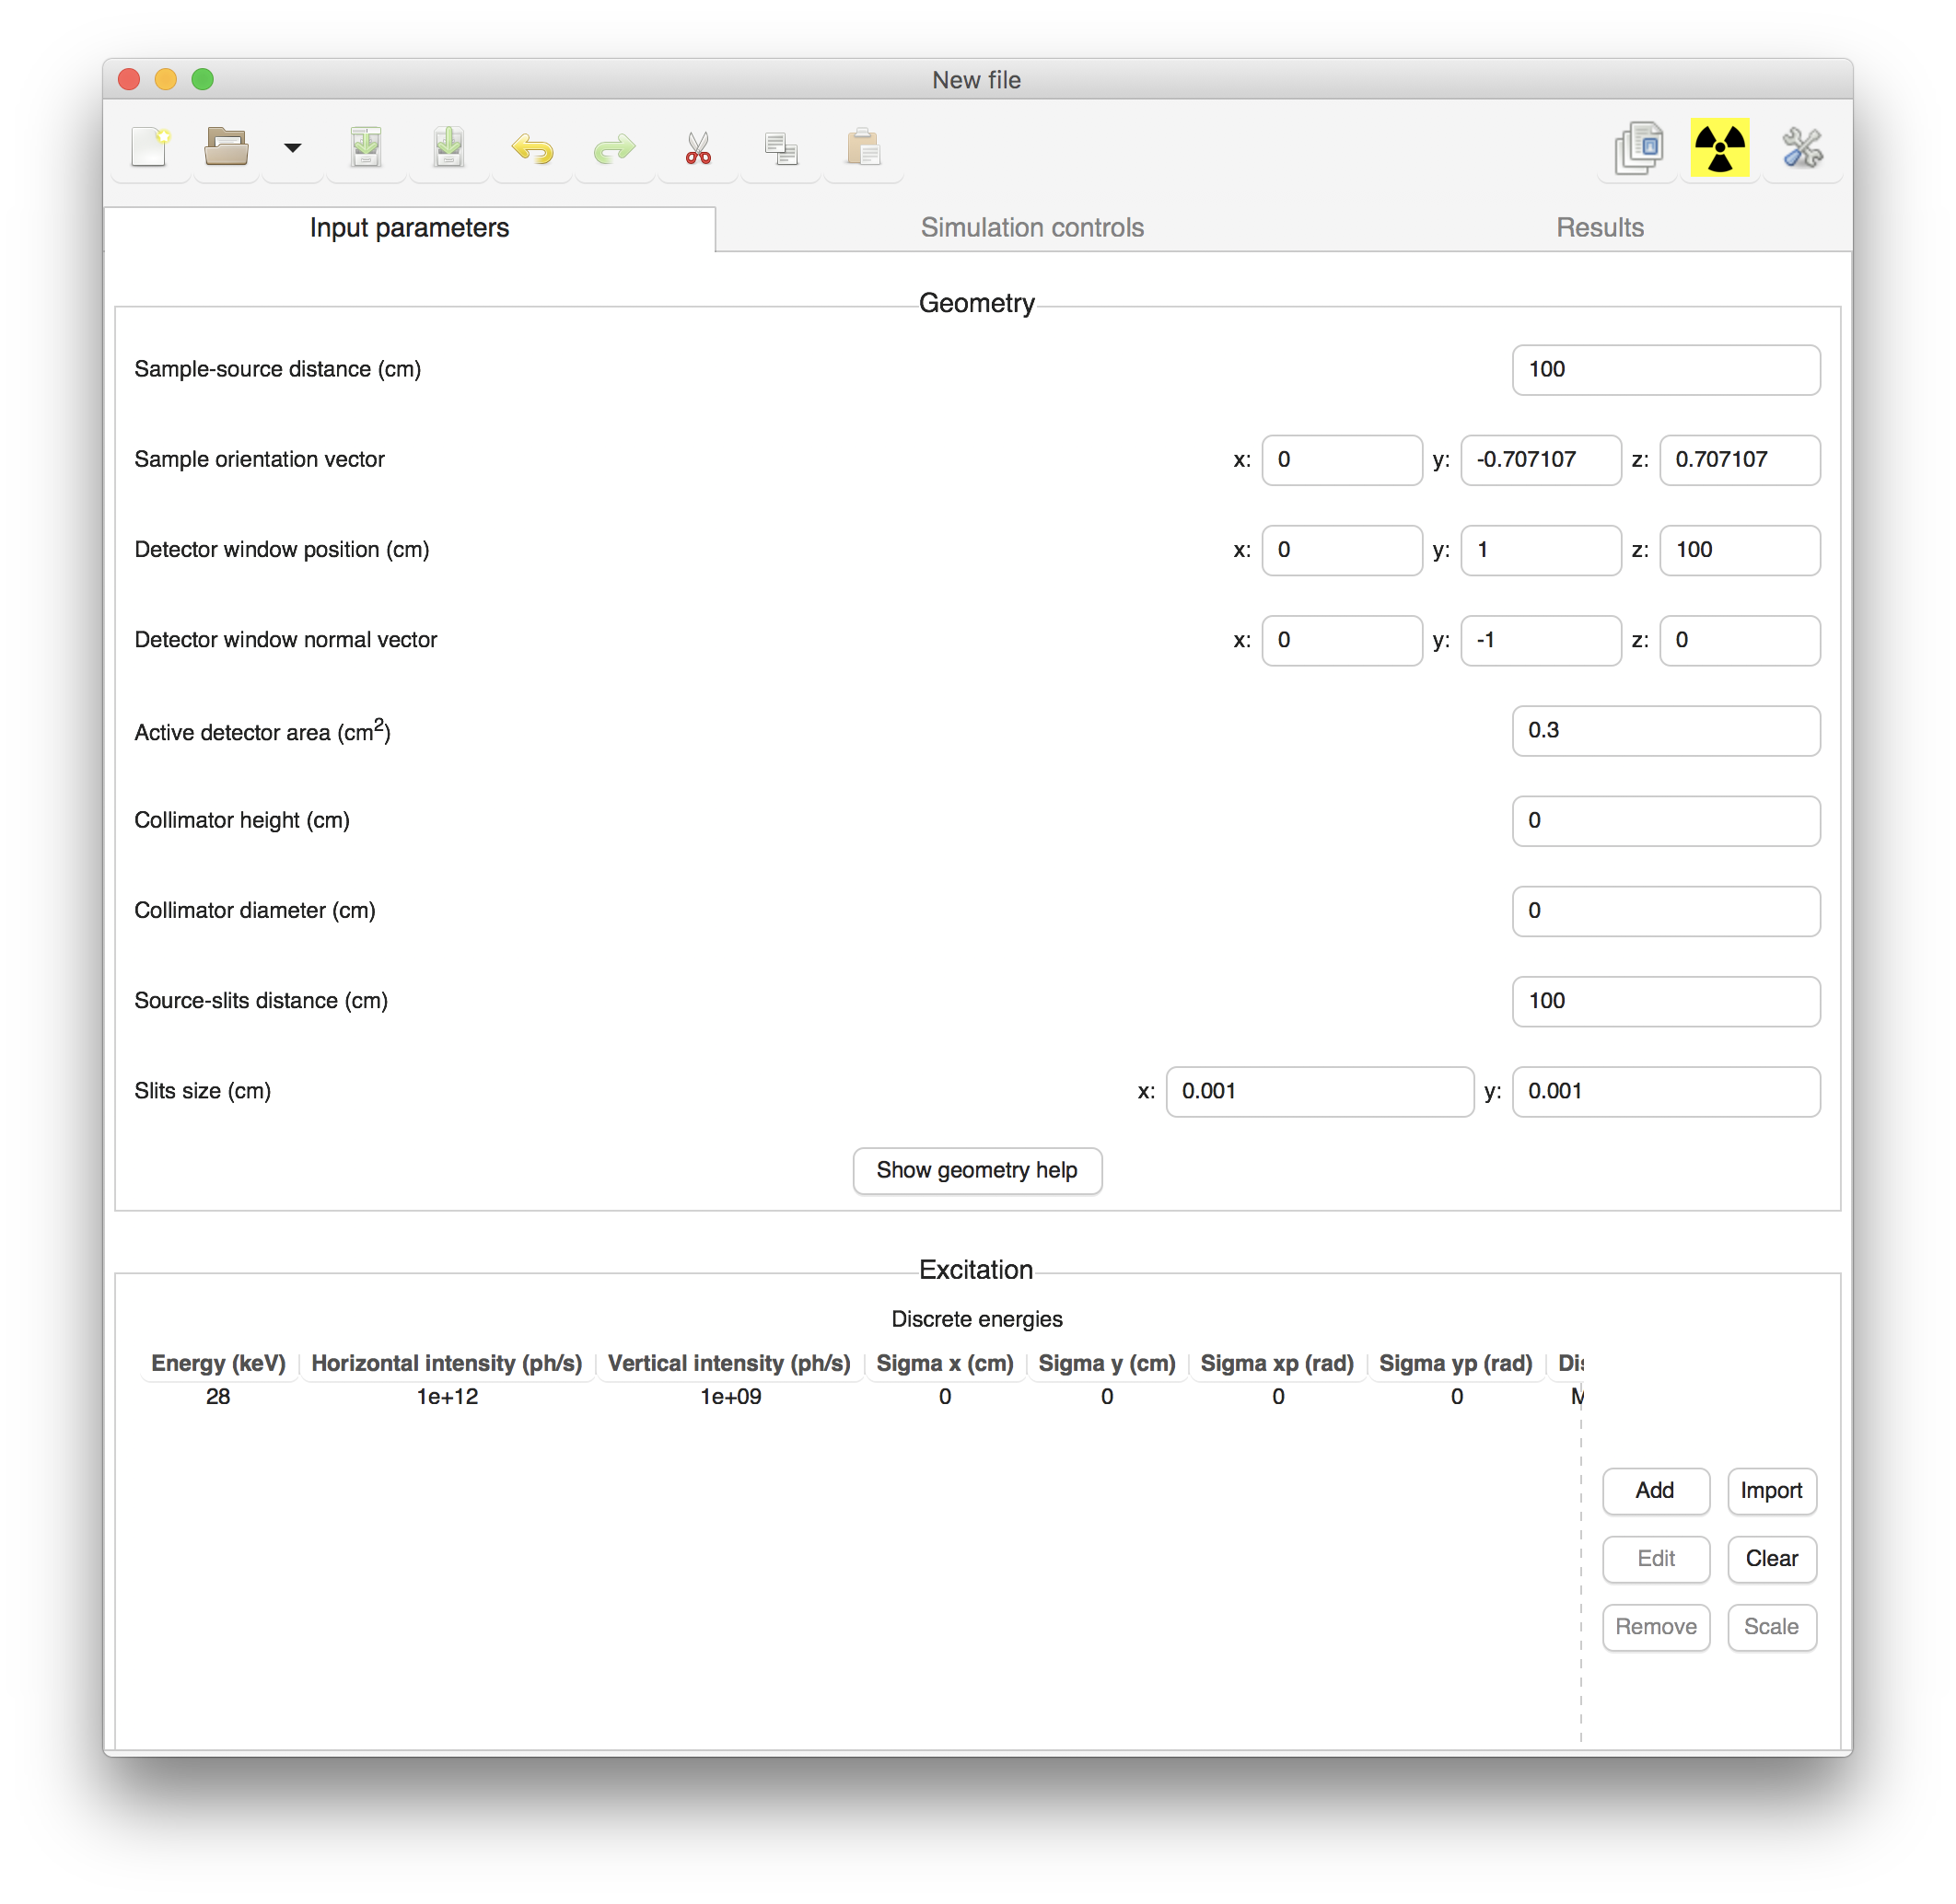 New file
Input parameters Simulation controls Results
Geometry
Sample-source distance (cm) 100
Sample orientation vector x: 0 y: -0.707107 z: 0.707107
Detector window position (cm) x: 0 y: 1 z: 100
Detector window normal vector x: 0 y: -1 z: 0
Active detector area (cm²) 0.3
Collimator height (cm) 0
Collimator diameter (cm) 0
Source-slits distance (cm) 100
Slits size (cm) x: 0.001 y: 0.001
Show geometry help
Excitation
Discrete energies
Energy (keV) Horizontal intensity (ph/s) Vertical intensity (ph/s) Sigma x (cm) Sigma y (cm) Sigma xp (rad) Sigma yp (rad)
28 1e+12 1e+09 0 0 0 0
Add Import
Edit Clear
Remove Scale